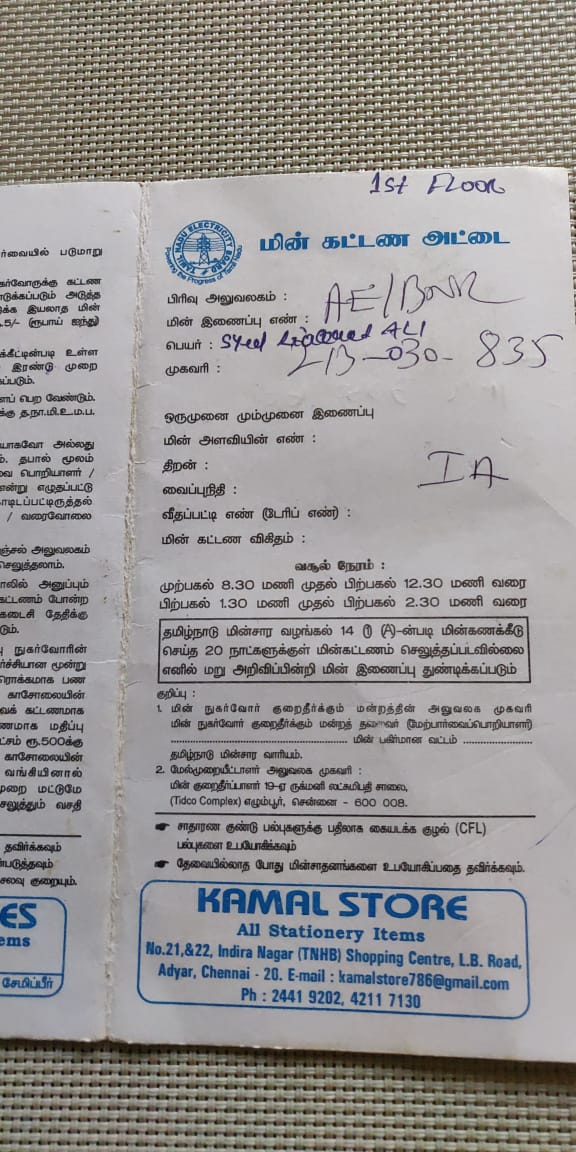 ர்வையில் படுமாறு
கர்வோருக்கு கட்டண
டுக்கப்படும் அடுத்த
க்க இயலாத மின்
.5/- (ரூபாய் ஐந்து)
க்கீட்டின்படி உள்ள
இரண்டு முறை
கப்படும்.
ளப் பெற வேண்டும்.
க்கு த.நா.மி.உ.ம.ப.
யாகவோ அல்லது
ம். தபால் மூலம்
வை பொறியாளர் /
என்று எழுதப்பட்டு
காடிடப்பட்டிருத்தல்
/ வரைவோலை
ஞ்சல் அலுவலகம்
செலுத்தலாம்.
ாலில் அனுப்பும்
கட்டணம் போன்ற
கடைசி தேதிக்கு
டும்.
பு நுகர்வோரின்
ர்ச்சியான மூன்று
ரொக்கமாக பண
காசோலையின்
வக் கட்டணமாக
ணமாக மதிப்பு
ட்சம் ரூ.500க்கு
காசோலையின்
வங்கியினால்
முறை மட்டுமே
சலுத்தும் வசதி
தவிர்க்கவும்
ன்படுத்தவும்
சலவு குறையும்.
ES
ems
சேமிப்பீர்
1st FLOOR
TAMIL NADU ELECTRICITY BOARD
Powering the Progress of Tamil Nadu
மின் கட்டண அட்டை
பிரிவு அலுவலகம் : AE/
மின் இணைப்பு எண் :
பெயர் : Syed ALI
முகவரி : 213-030-835
ஒருமுனை மும்முனை இணைப்பு
மின் அளவியின் எண் :
திறன் : IA
வைப்புநிதி :
வீதப்பட்டி எண் (டேரிப் எண்) :
மின் கட்டண விகிதம் :
வசூல் நேரம் :
முற்பகல் 8.30 மணி முதல் பிற்பகல் 12.30 மணி வரை
பிற்பகல் 1.30 மணி முதல் பிற்பகல் 2.30 மணி வரை
தமிழ்நாடு மின்சார வழங்கல் 14 (A)-ன்படி மின்கணக்கீடு
செய்த 20 நாட்களுக்குள் மின்கட்டணம் செலுத்தப்படவில்லை
எனில் மறு அறிவிப்பின்றி மின் இணைப்பு துண்டிக்கப்படும்
குறிப்பு :
1. மின் நுகர்வோர் குறைதீர்க்கும் மன்றத்தின் அலுவலக முகவரி
மின் நுகர்வோர் குறைதீர்க்கும் மன்றத் தலைவர் (மேற்பார்வைப்பொறியாளர்)
........................................ மின் பகிர்மான வட்டம் ....................
தமிழ்நாடு மின்சார வாரியம்.
2. மேல்முறையீட்டாளர் அலுவலக முகவரி :
மின் குறைதீர்ப்பாளர் 19-ஏ ருக்மனி லட்சுமிபதி சாலை,
(Tidco Complex) எழும்பூர், சென்னை - 600 008.
☛ சாதாரண குண்டு பல்புகளுக்கு பதிலாக கையடக்க குழல் (CFL)
பல்புகளை உபயோகிக்கவும்
☛ தேவையில்லாத போது மின்சாதனங்களை உபயோகிப்பதை தவிர்க்கவும்.
KAMAL STORE
All Stationery Items
No.21,&22, Indira Nagar (TNHB) Shopping Centre, L.B. Road,
Adyar, Chennai - 20. E-mail : kamalstore786@gmail.com
Ph : 2441 9202, 4211 7130